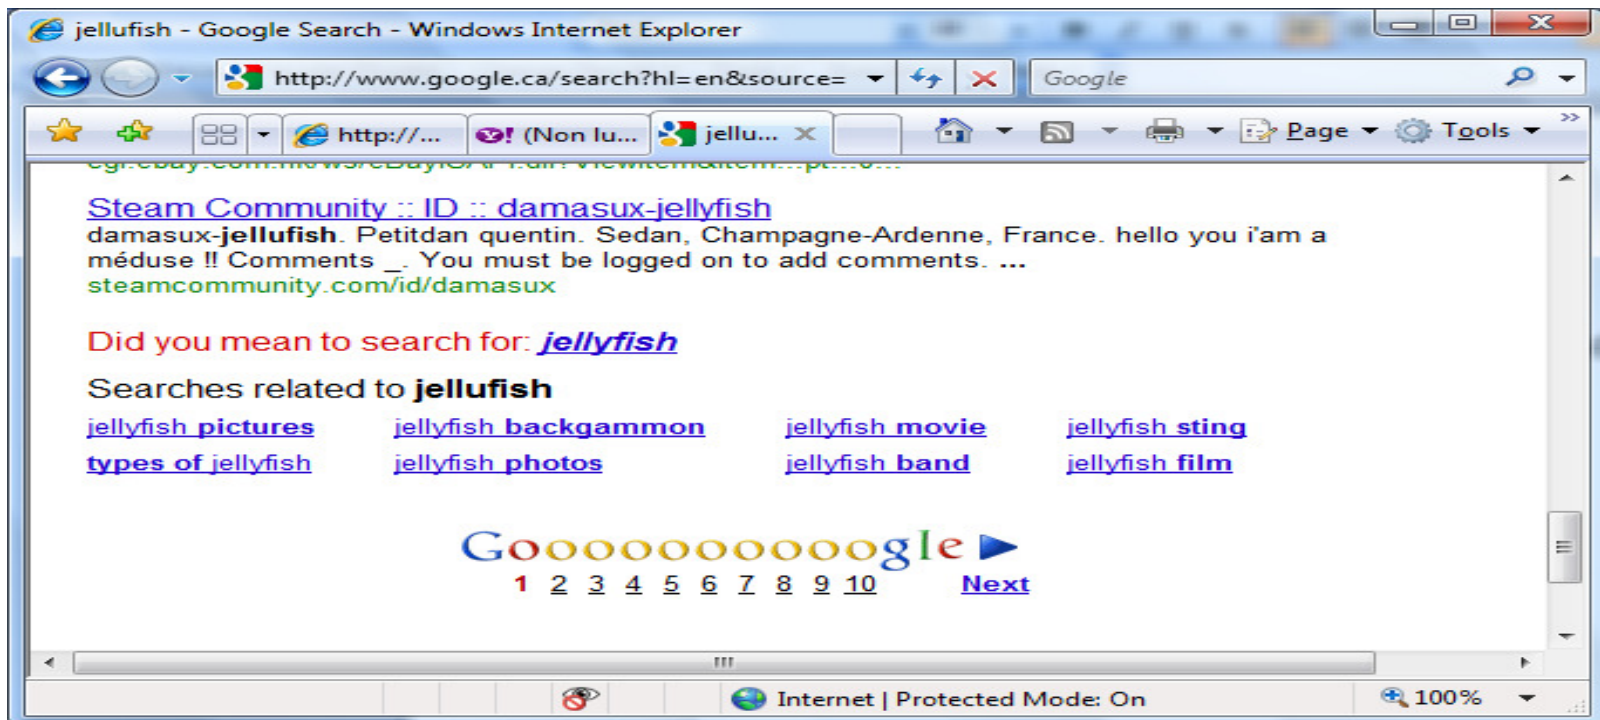 jellufish - Google Search - Windows Internet Explorer
http://www.google.ca/search?hl=en&source= Google
http://... (Non lu... jellu... Page Tools
Steam Community :: ID :: damasux-jellyfish
damasux-jellufish. Petitdan quentin. Sedan, Champagne-Ardenne, France. hello you i'am a
méduse !! Comments _. You must be logged on to add comments. ...
steamcommunity.com/id/damasux
Did you mean to search for: jellyfish
Searches related to jellufish
jellyfish pictures jellyfish backgammon jellyfish movie jellyfish sting
types of jellyfish jellyfish photos jellyfish band jellyfish film
Goooooooooogle
1 2 3 4 5 6 7 8 9 10 Next
Internet | Protected Mode: On 100%